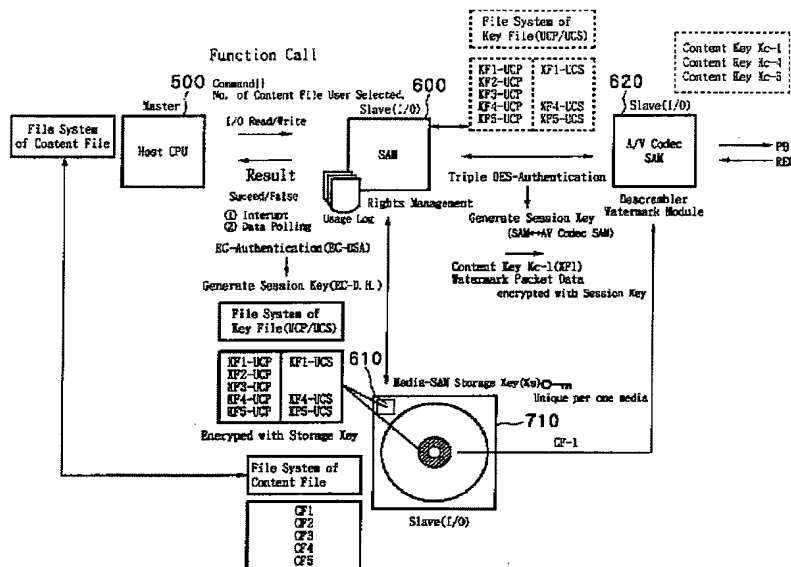 File System of
Key File(UCP/UCS)
Function Call
Content Key Kc-1
Content Key Kc-4
Content Key Kc-5
500
Command||
No. of Content File User Selected.
600
KF1-UCP
KF2-UCP
KF3-UCP
KF4-UCP
KF5-UCP
KF1-UCS
KF4-UCS
KF5-UCS
620
Master
Slave(I/O)
Slave(I/O)
File System
of Content File
Host CPU
I/O Read/Write
SAM
A/V Codec
SAM
PB
REC
Result
Succeed/False
① Interupt
② Data Polling
Usage Log
Rights Management
Triple DES-Authentication
Descrambler
Watermark Module
Generate Session Key
(SAM↔AV Codec SAM)
EC-Authentication(EC-DSA)
Content Key Kc-1(KF1)
Watermark Packet Data
encrypted with Session Key
Generate Session Key(EC-D.H.)
File System of
Key File(UCP/UCS)
KF1-UCP
KF2-UCP
KF3-UCP
KF4-UCP
KF5-UCP
KF1-UCS
KF4-UCS
KF5-UCS
610
Media-SAM Storage Key(Ks)
Unique per one media
710
Encryped with Storage Key
CF-1
File System of
Content File
Slave(I/O)
CF1
CF2
CF3
CF4
CF5